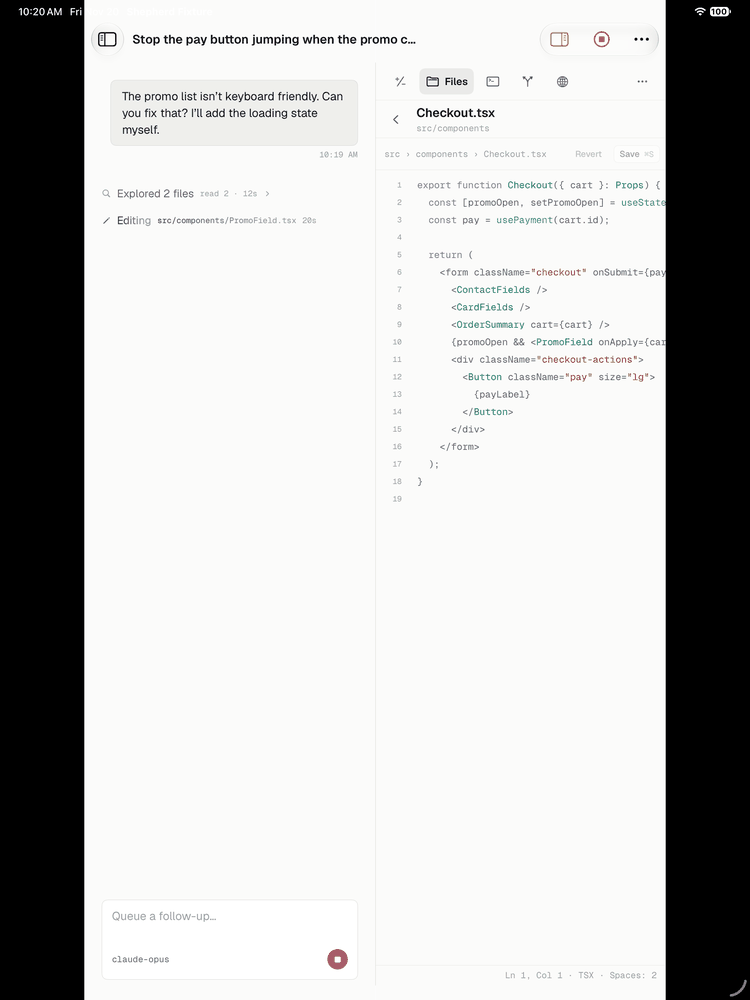 10:20 AM Fri
100
Stop the pay button jumping when the promo c…
The promo list isn’t keyboard friendly. Can
you fix that? I’ll add the loading state
myself.
10:19 AM
Explored 2 files read 2 · 12s ›
Editing src/components/PromoField.tsx 20s
Queue a follow-up…
claude-opus
Files
Checkout.tsx
src/components
src › components › Checkout.tsx Revert Save ⌘S
1 export function Checkout({ cart }: Props) {
2 const [promoOpen, setPromoOpen] = useState
3 const pay = usePayment(cart.id);
4
5 return (
6 <form className="checkout" onSubmit={pay
7 <ContactFields />
8 <CardFields />
9 <OrderSummary cart={cart} />
10 {promoOpen && <PromoField onApply={car
11 <div className="checkout-actions">
12 <Button className="pay" size="lg">
13 {payLabel}
14 </Button>
15 </div>
16 </form>
17 );
18 }
19
Ln 1, Col 1 · TSX · Spaces: 2